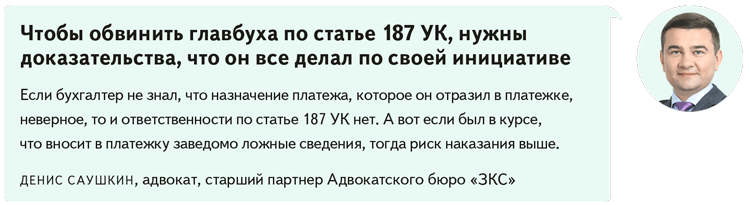 Чтобы обвинить главбуха по статье 187 УК, нужны
доказательства, что он все делал по своей инициативе
Если бухгалтер не знал, что назначение платежа, которое он отразил в платежке,
неверное, то и ответственности по статье 187 УК нет. А вот если был в курсе,
что вносит в платежку заведомо ложные сведения, тогда риск наказания выше.
ДЕНИС САУШКИН, адвокат, старший партнер Адвокатского бюро «ЗКС»